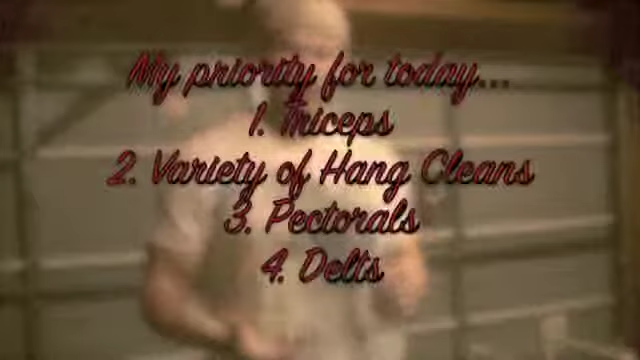 My priority for today...
1. Triceps
2. Variety of Hang Cleans
3. Pectorals
4. Delts